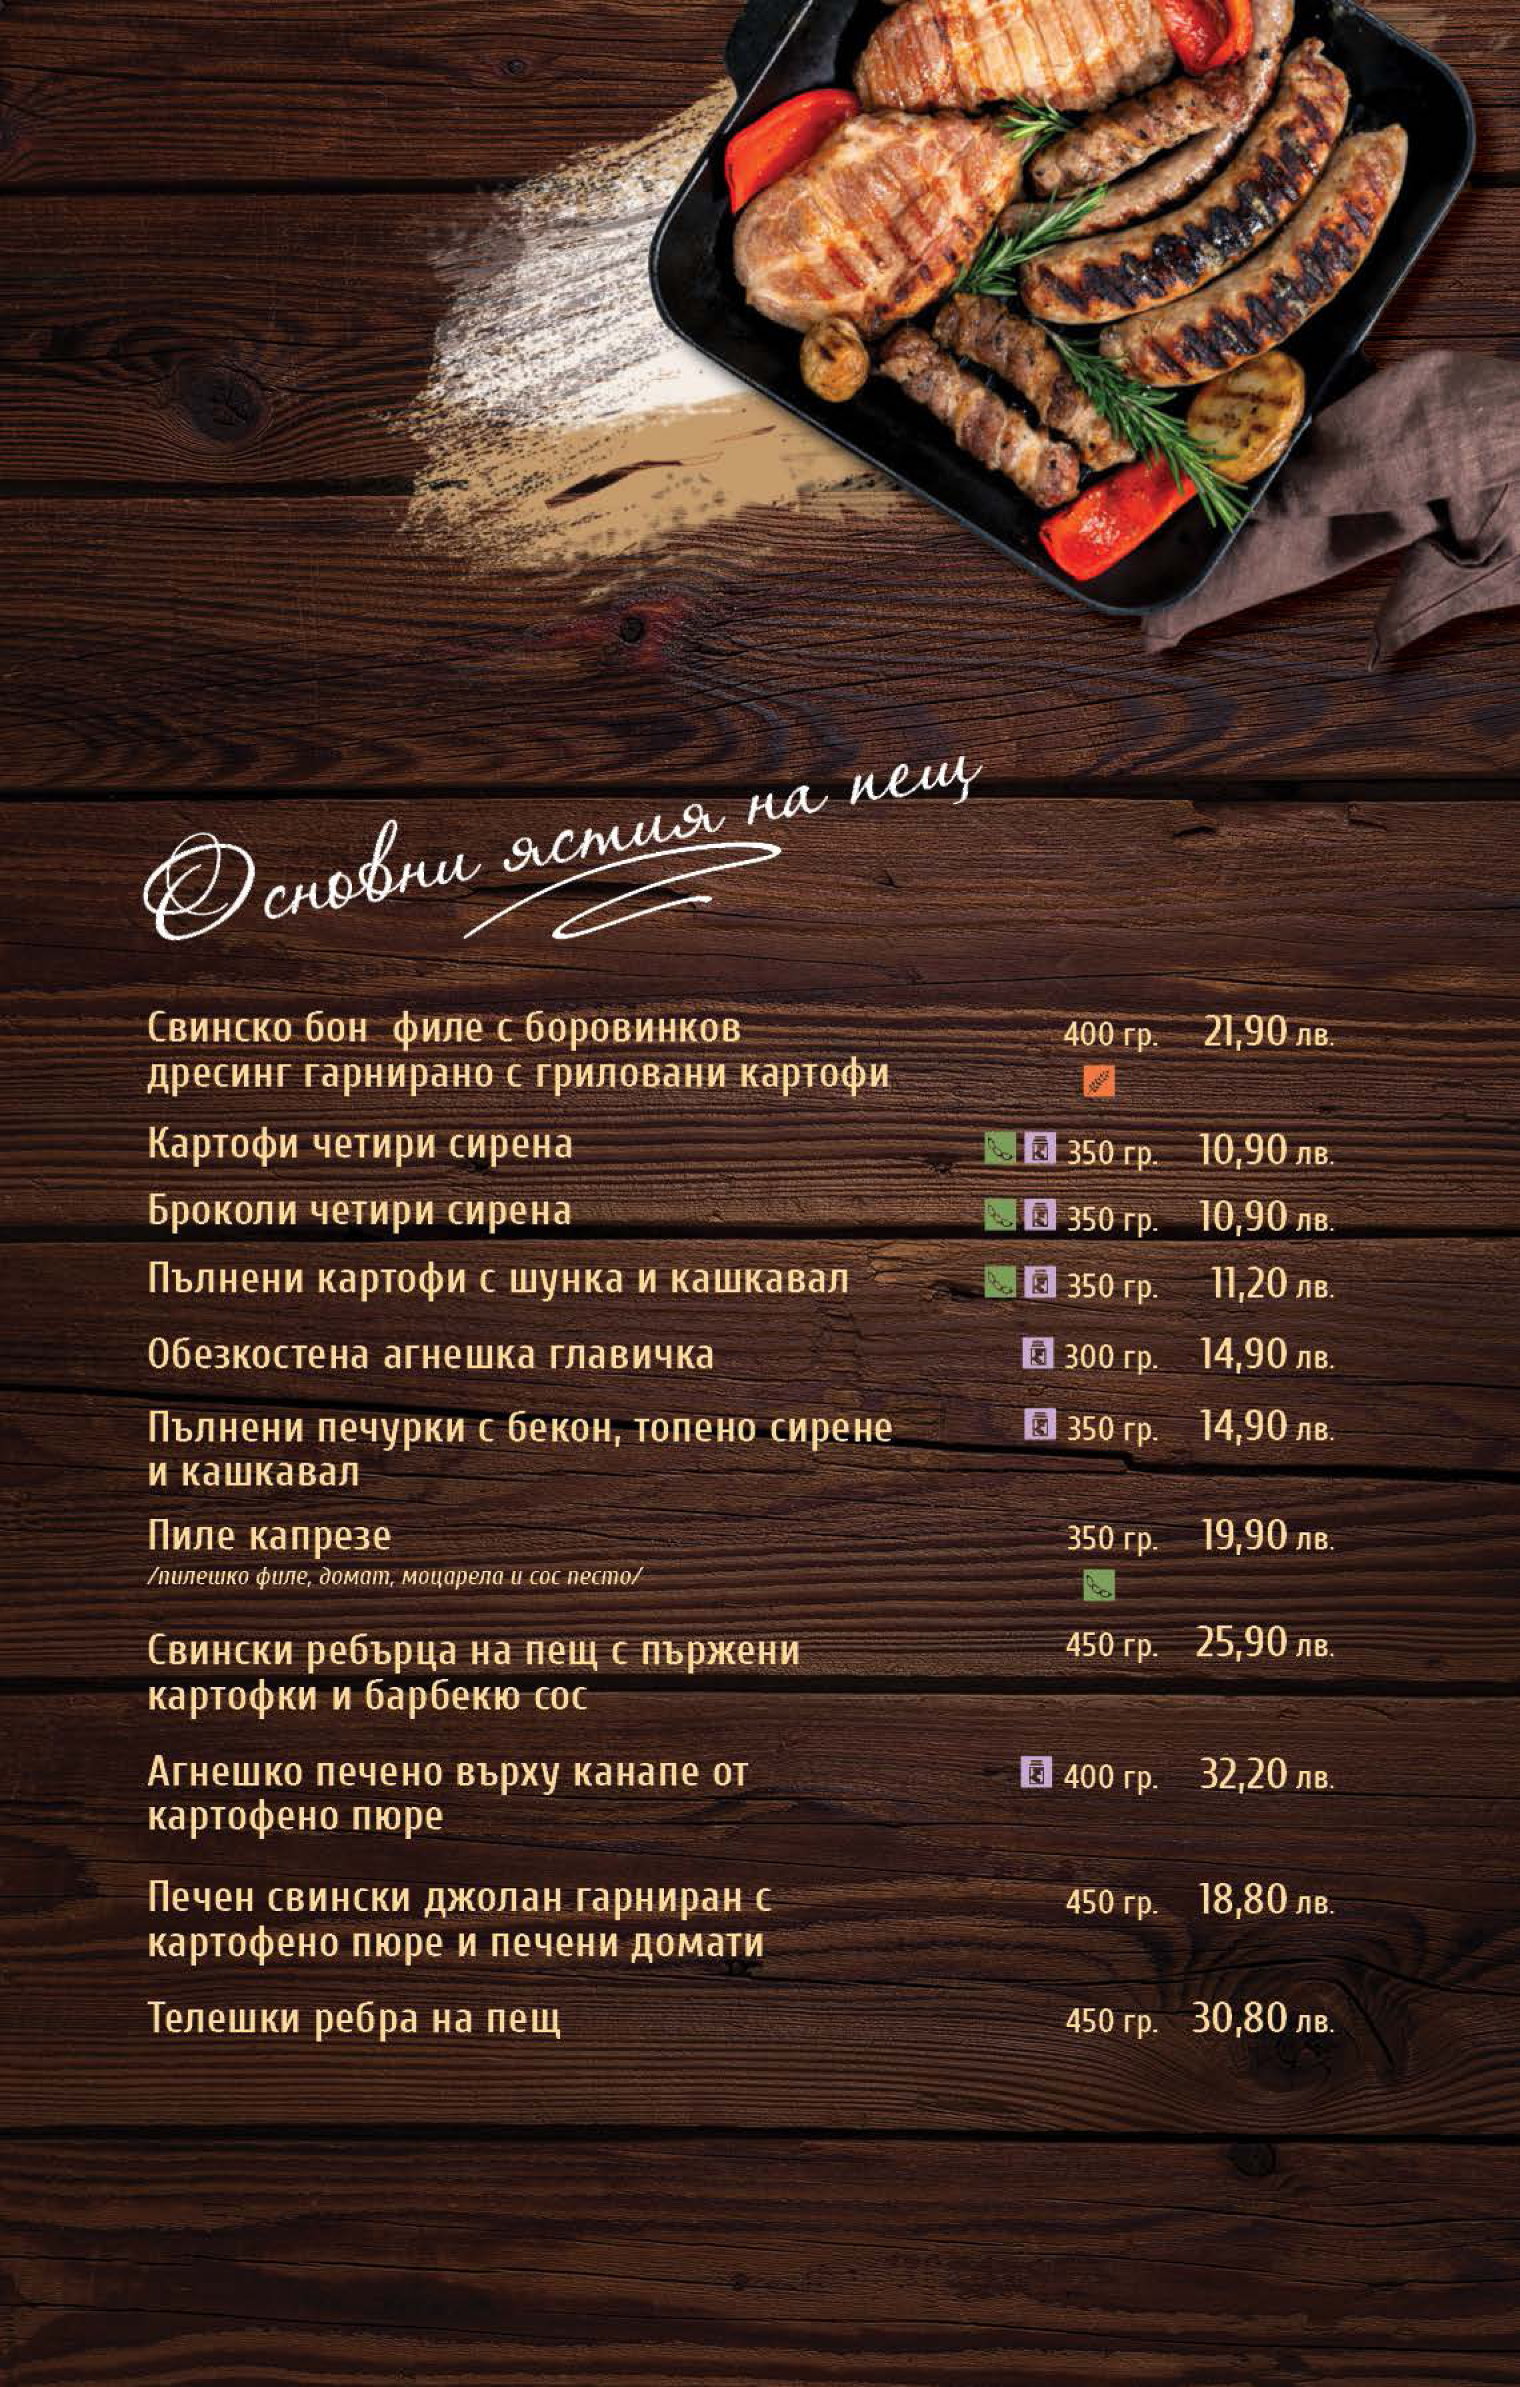 Основни ястия на пещ
Свинско бон филе с боровинков 400 гр. 21,90 лв.
дресинг гарнирано с гриловани картофи
Картофи четири сирена 350 гр. 10,90 лв.
Броколи четири сирена 350 гр. 10,90 лв.
Пълнени картофи с шунка и кашкавал 350 гр. 11,20 лв.
Обезкостена агнешка главичка 300 гр. 14,90 лв.
Пълнени печурки с бекон, топено сирене 350 гр. 14,90 лв.
и кашкавал
Пиле капрезе 350 гр. 19,90 лв.
/пилешко филе, домат, моцарела и сос песто/
Свински ребърца на пещ с пържени 450 гр. 25,90 лв.
картофки и барбекю сос
Агнешко печено върху канапе от 400 гр. 32,20 лв.
картофено пюре
Печен свински джолан гарниран с 450 гр. 18,80 лв.
картофено пюре и печени домати
Телешки ребра на пещ 450 гр. 30,80 лв.